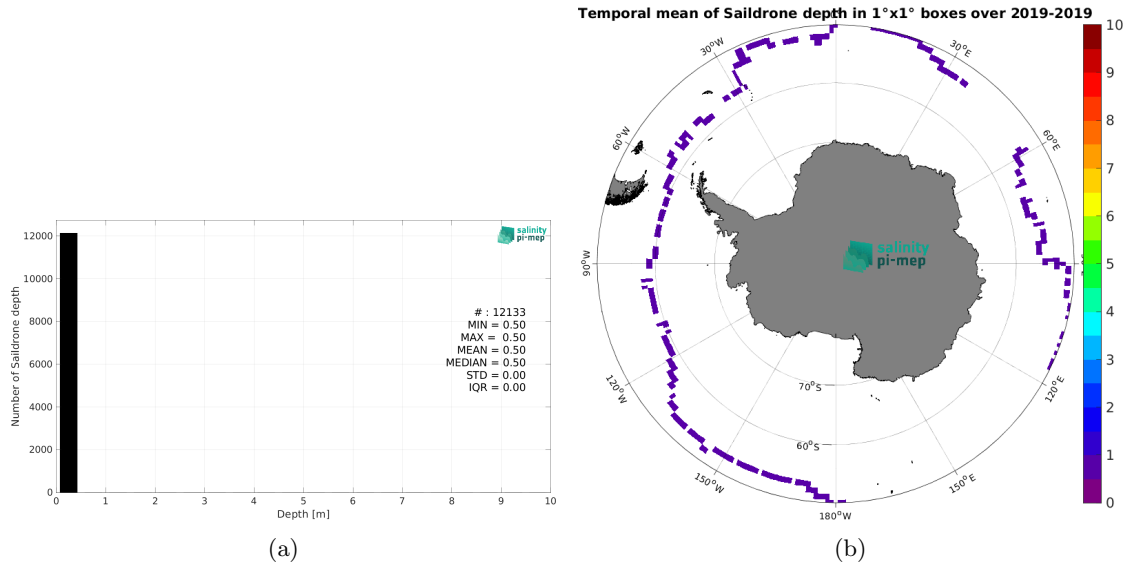 Temporal mean of Saildrone depth in 1°x1° boxes over 2019-2019
Number of Saildrone depth
12000
10000
8000
6000
4000
2000
0
0 1 2 3 4 5 6 7 8 9 10
Depth [m]
salinity
pi-mep
# : 12133
MIN = 0.50
MAX = 0.50
MEAN = 0.50
MEDIAN = 0.50
STD = 0.00
IQR = 0.00
(a)
30°W
30°E
60°W
60°E
90°W
120°W
120°E
150°W
150°E
180°W
70°S
60°S
salinity
pi-mep
10
9
8
7
6
5
4
3
2
1
0
(b)